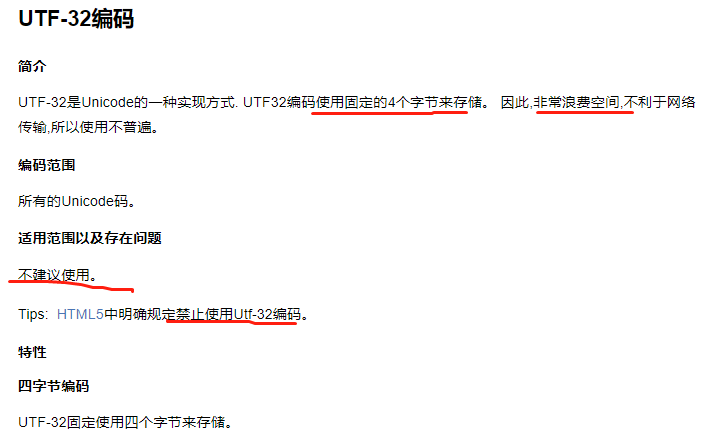 UTF-32编码
简介
UTF-32是Unicode的一种实现方式. UTF32编码使用固定的4个字节来存储。 因此,非常浪费空间,不利于网络
传输,所以使用不普遍。
编码范围
所有的Unicode码。
适用范围以及存在问题
不建议使用。
Tips:  HTML5中明确规定禁止使用Utf-32编码。
特性
四字节编码
UTF-32固定使用四个字节来存储。